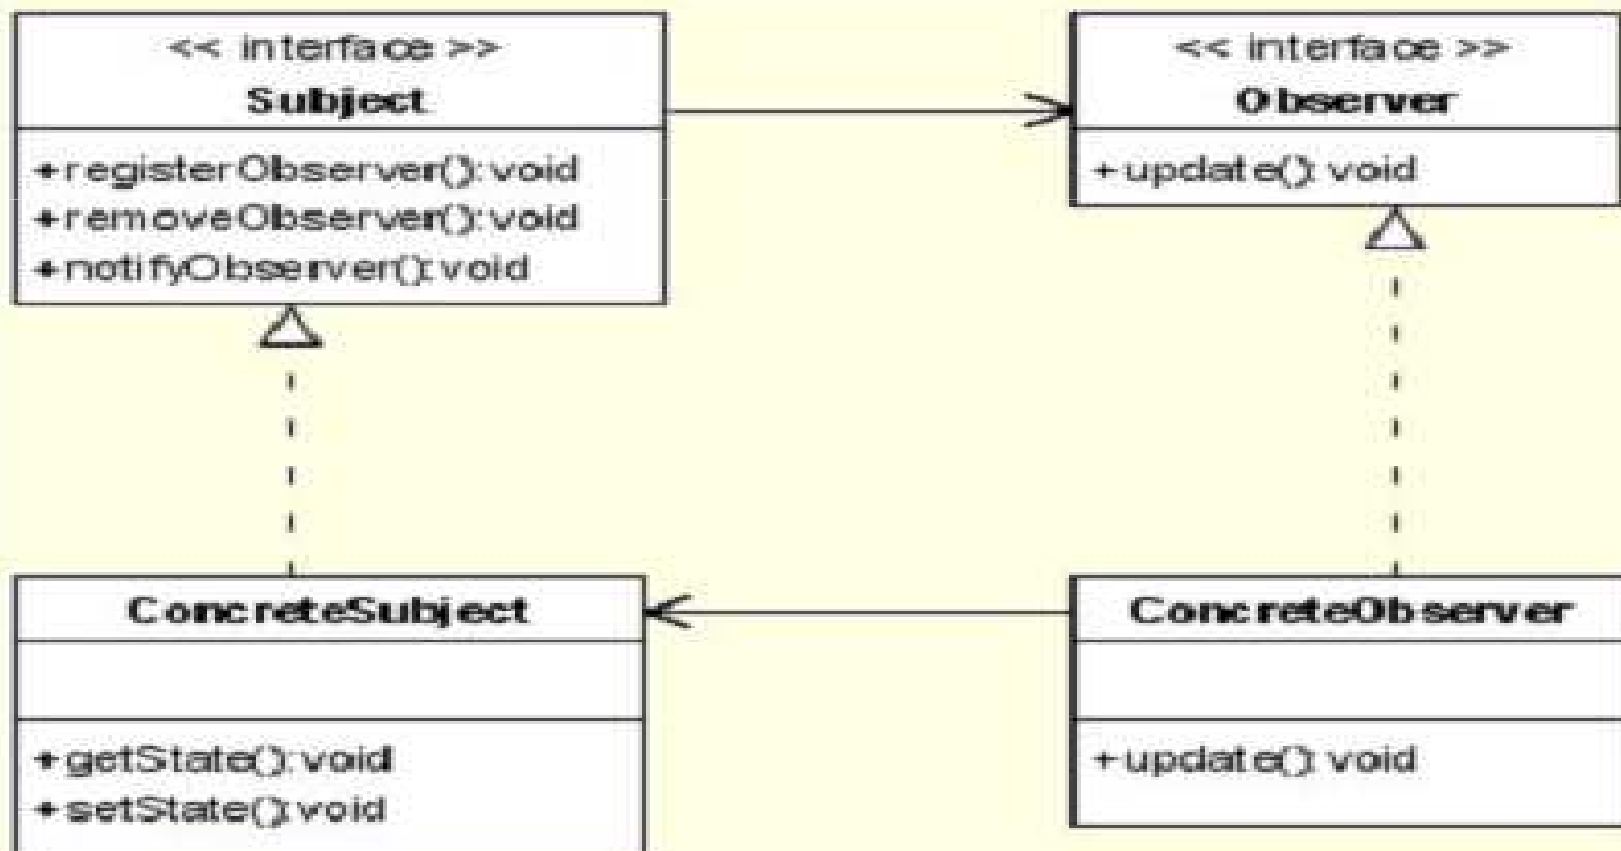 << interface >>
Subject
+registerObserver():void
+removeObserver():void
+notifyObserver():void
<< interface >>
Observer
+update():void
ConcreteSubject
+getState():void
+setState():void
ConcreteObserver
+update():void